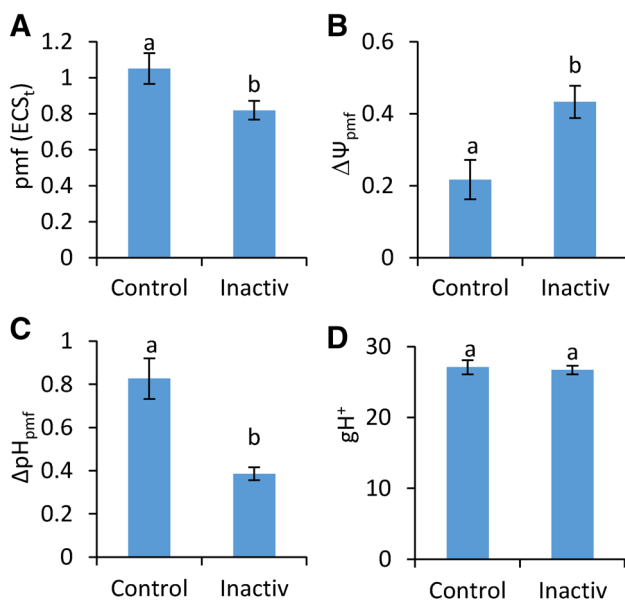 A
pmf (ECSt)
1.2
1
0.8
0.6
0.4
0.2
0
a
b
Control
Inactiv
B
ΔΨpmf
0.6
0.4
0.2
0
a
b
Control
Inactiv
C
ΔpHpmf
1
0.8
0.6
0.4
0.2
0
a
b
Control
Inactiv
D
gH+
30
20
10
0
a
a
Control
Inactiv